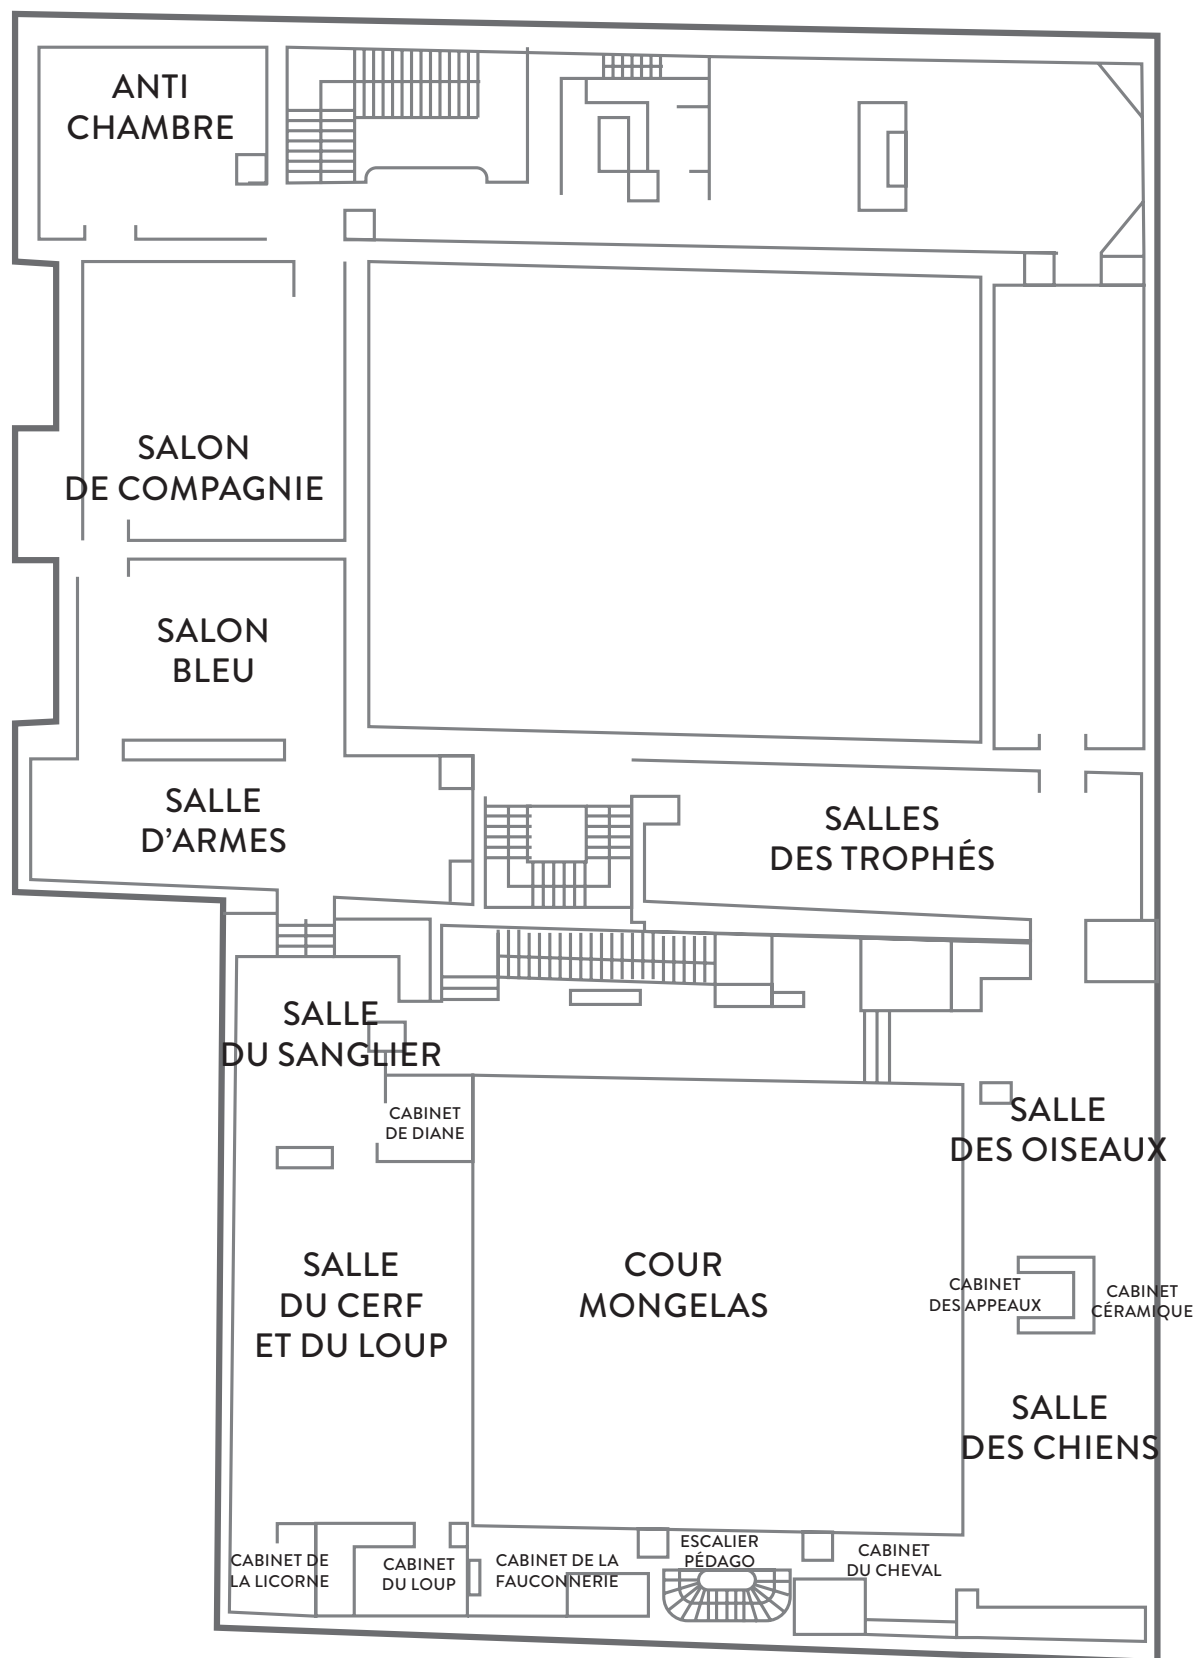 ANTI
CHAMBRE
SALON
DE COMPAGNIE
SALON
BLEU
SALLE
D'ARMES
SALLES
DES TROPHÉS
SALLE
DU SANGLIER
CABINET
DE DIANE
SALLE
DES OISEAUX
SALLE
DU CERF
ET DU LOUP
COUR
MONGELAS
CABINET
DES APPEAUX
CABINET
CÉRAMIQUE
SALLE
DES CHIENS
CABINET DE
LA LICORNE
CABINET
DU LOUP
CABINET DE LA
FAUCONNERIE
ESCALIER
PÉDAGO
CABINET
DU CHEVAL